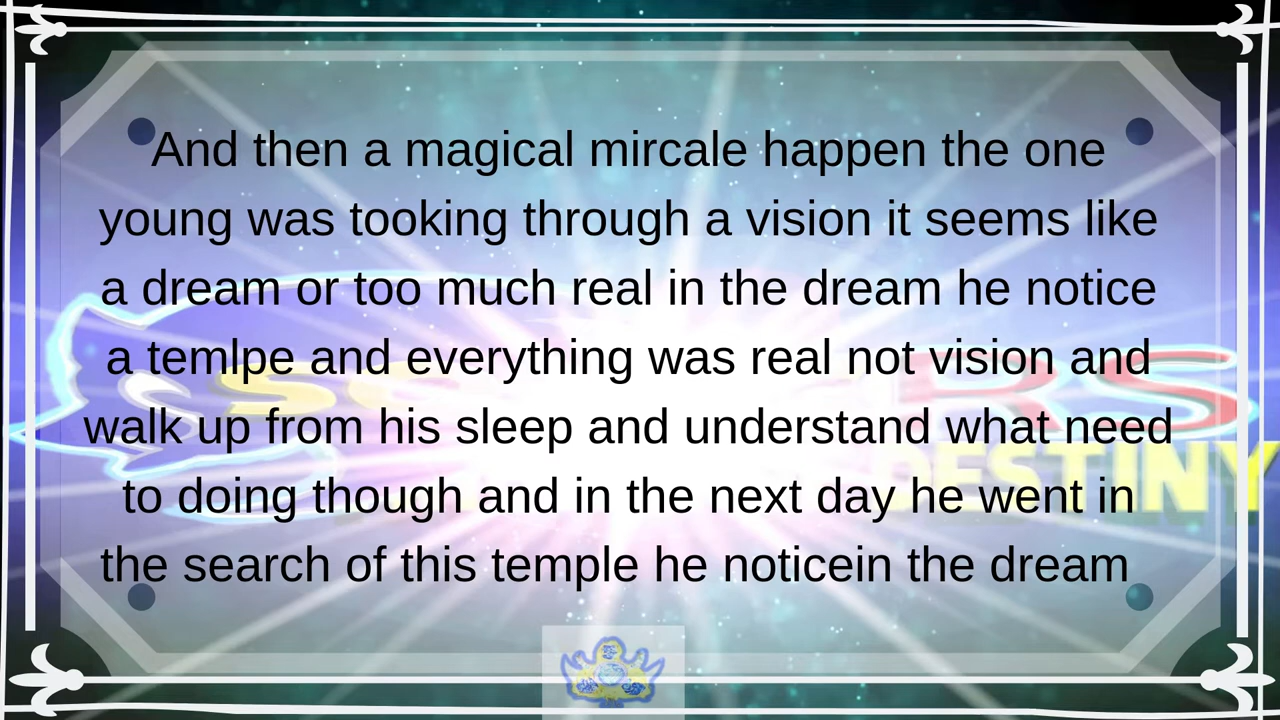 And then a magical mircale happen the one
young was tooking through a vision it seems like
a dream or too much real in the dream he notice
a temlpe and everything was real not vision and
walk up from his sleep and understand what need
to doing though and in the next day he went in
the search of this temple he noticein the dream
DESTINY